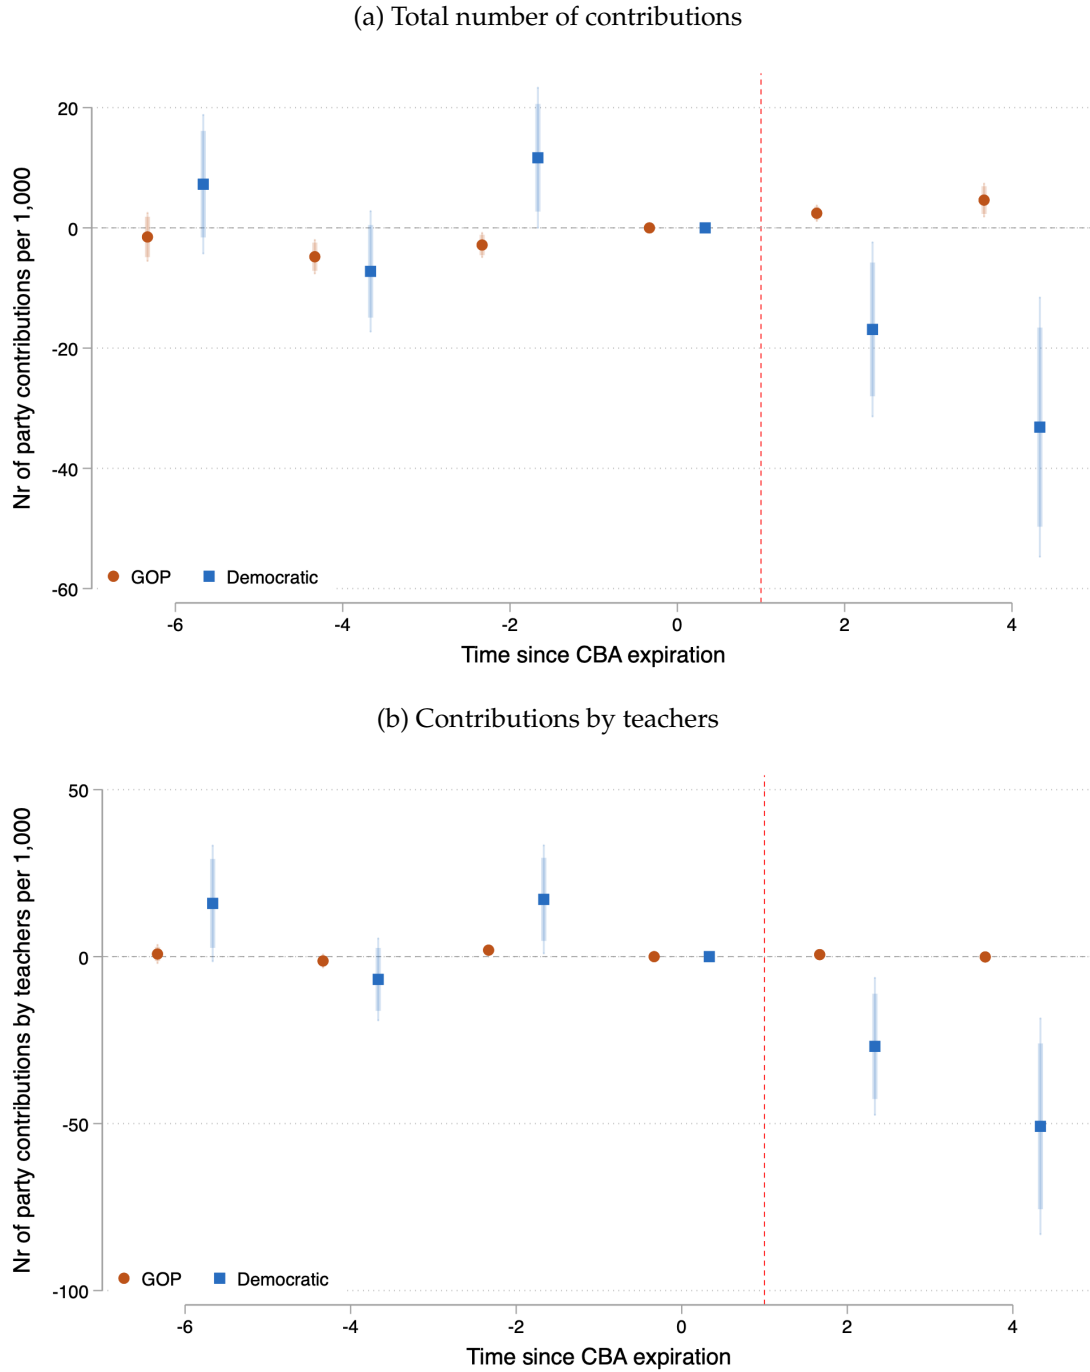 (a) Total number of contributions
Nr of party contributions per 1,000
20
0
-20
-40
-60
GOP Democratic
-6 -4 -2 0 2 4
Time since CBA expiration
(b) Contributions by teachers
Nr of party contributions by teachers per 1,000
50
0
-50
-100
GOP Democratic
-6 -4 -2 0 2 4
Time since CBA expiration